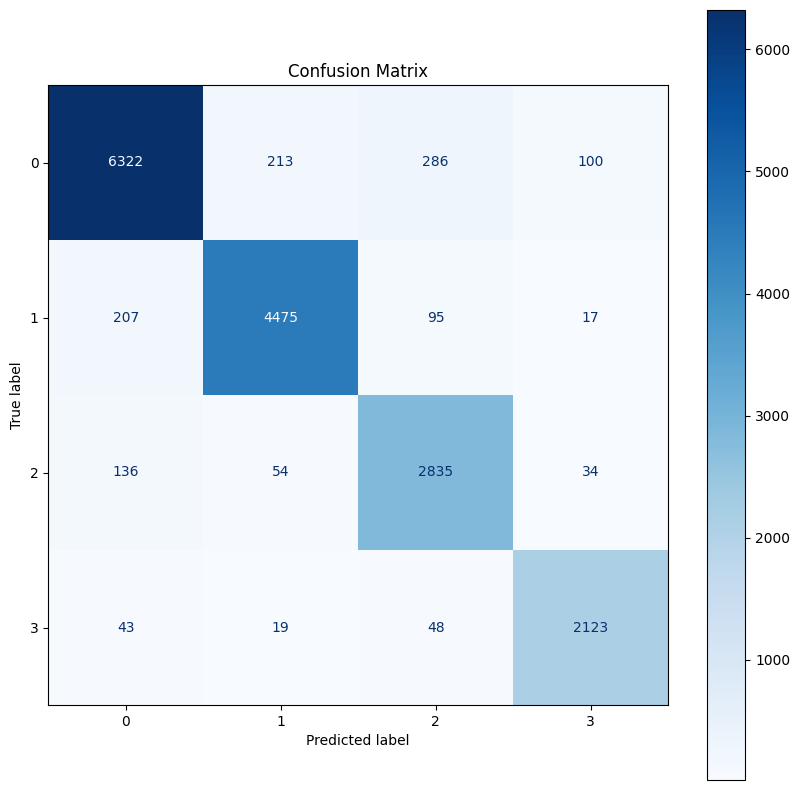 Confusion Matrix
0 6322 213 286 100
1 207 4475 95 17
2 136 54 2835 34
3 43 19 48 2123
0 1 2 3
Predicted label
True label
6000
5000
4000
3000
2000
1000